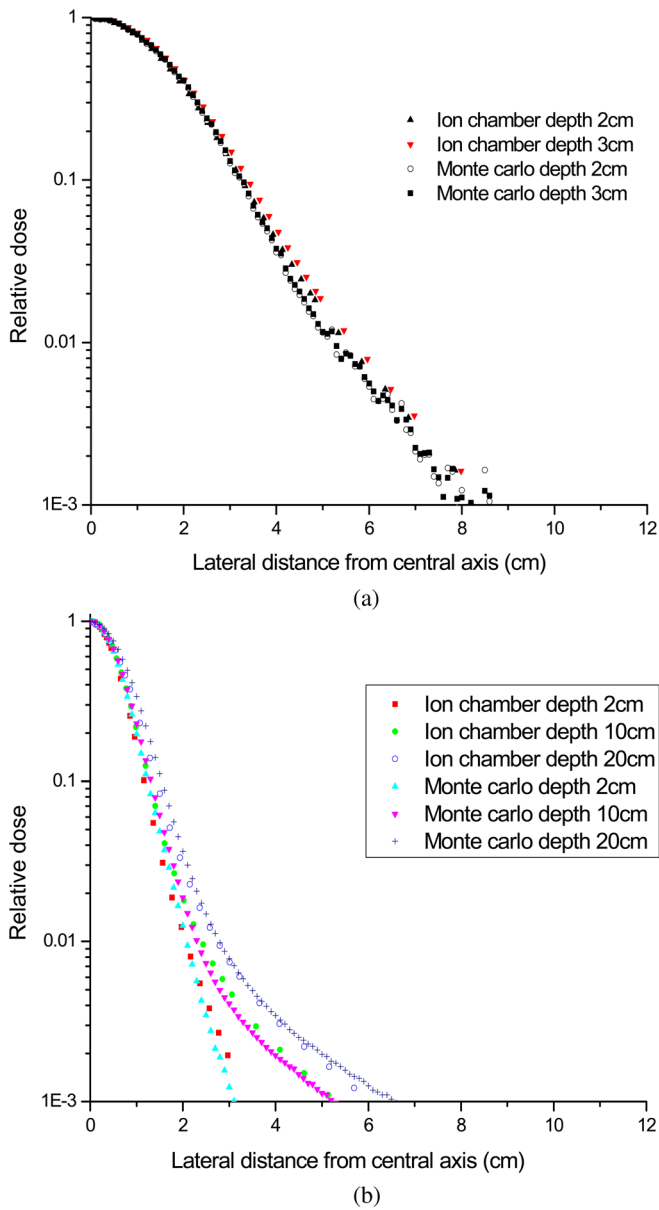 1
Ion chamber depth 2cm
Ion chamber depth 3cm
Monte carlo depth 2cm
Monte carlo depth 3cm
0.1
Relative dose
0.01
1E-3
0 2 4 6 8 10 12
Lateral distance from central axis (cm)
(a)
1
Ion chamber depth 2cm
Ion chamber depth 10cm
Ion chamber depth 20cm
Monte carlo depth 2cm
Monte carlo depth 10cm
Monte carlo depth 20cm
0.1
Relative dose
0.01
1E-3
0 2 4 6 8 10 12
Lateral distance from central axis (cm)
(b)